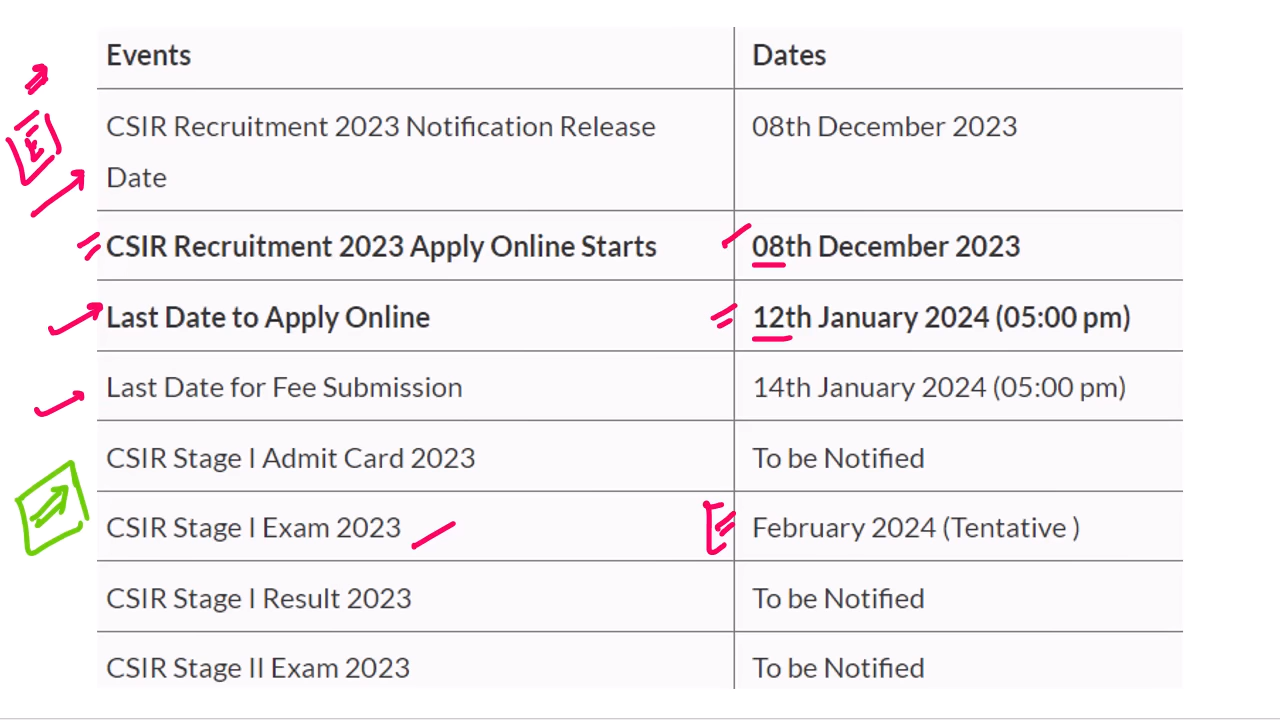 Events Dates
CSIR Recruitment 2023 Notification Release 08th December 2023
Date
CSIR Recruitment 2023 Apply Online Starts 08th December 2023
Last Date to Apply Online 12th January 2024 (05:00 pm)
Last Date for Fee Submission 14th January 2024 (05:00 pm)
CSIR Stage I Admit Card 2023 To be Notified
CSIR Stage I Exam 2023 February 2024 (Tentative )
CSIR Stage I Result 2023 To be Notified
CSIR Stage II Exam 2023 To be Notified